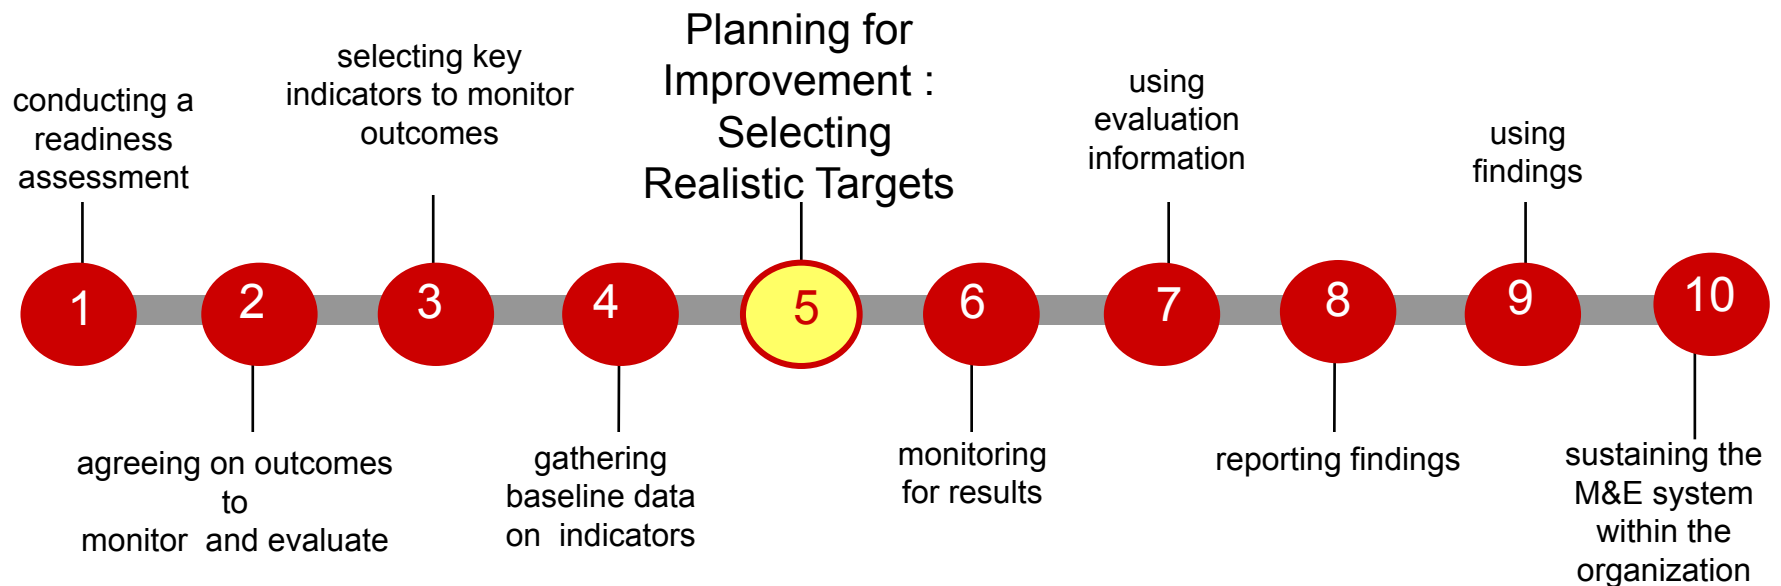 conducting a
readiness
assessment
selecting key
indicators to monitor
outcomes
Planning for
Improvement :
Selecting
Realistic Targets
using
evaluation
information
using
findings
1
2
3
4
5
6
7
8
9
10
agreeing on outcomes
to
monitor and evaluate
gathering
baseline data
on indicators
monitoring
for results
reporting findings
sustaining the
M&E system
within the
organization